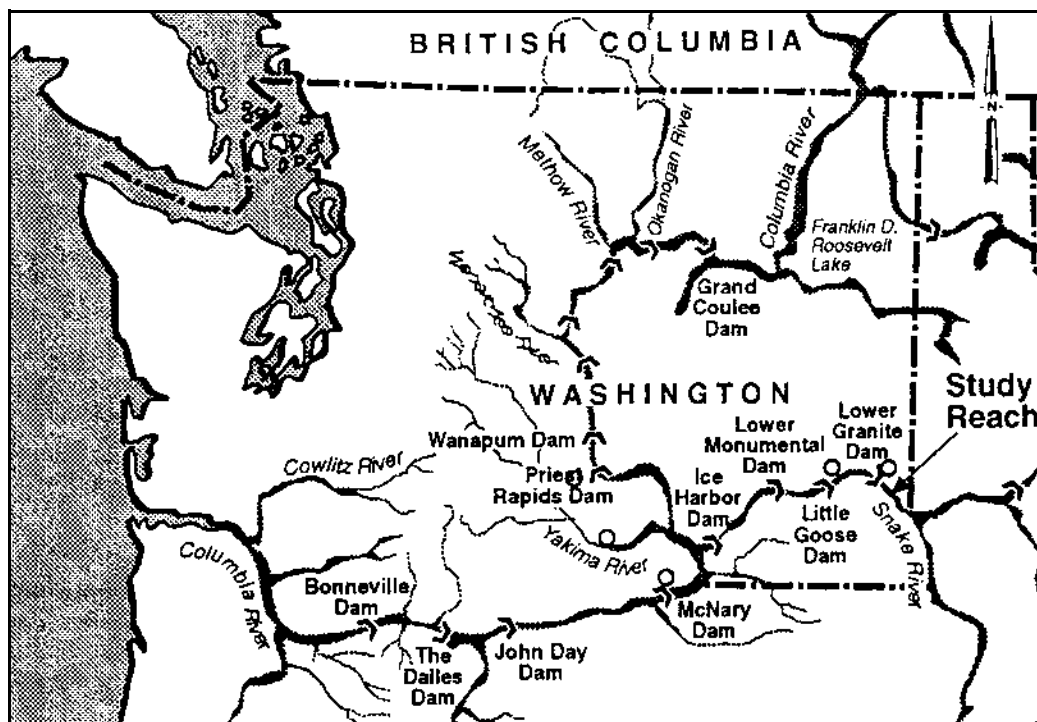 BRITISH COLUMBIA
N
Methow River
Okanogan River
Columbia River
Franklin D.
Roosevelt
Lake
Grand
Coulee
Dam
Wenatchee River
WASHINGTON
Study
Reach
Lower
Monumental
Dam
Lower
Granite
Dam
Wanapum Dam
Priest
Rapids Dam
Cowlitz River
Ice
Harbor
Dam
Little
Goose
Dam
Snake River
Yakima River
Columbia River
Bonneville
Dam
McNary
Dam
The
Dalles
Dam
John Day
Dam